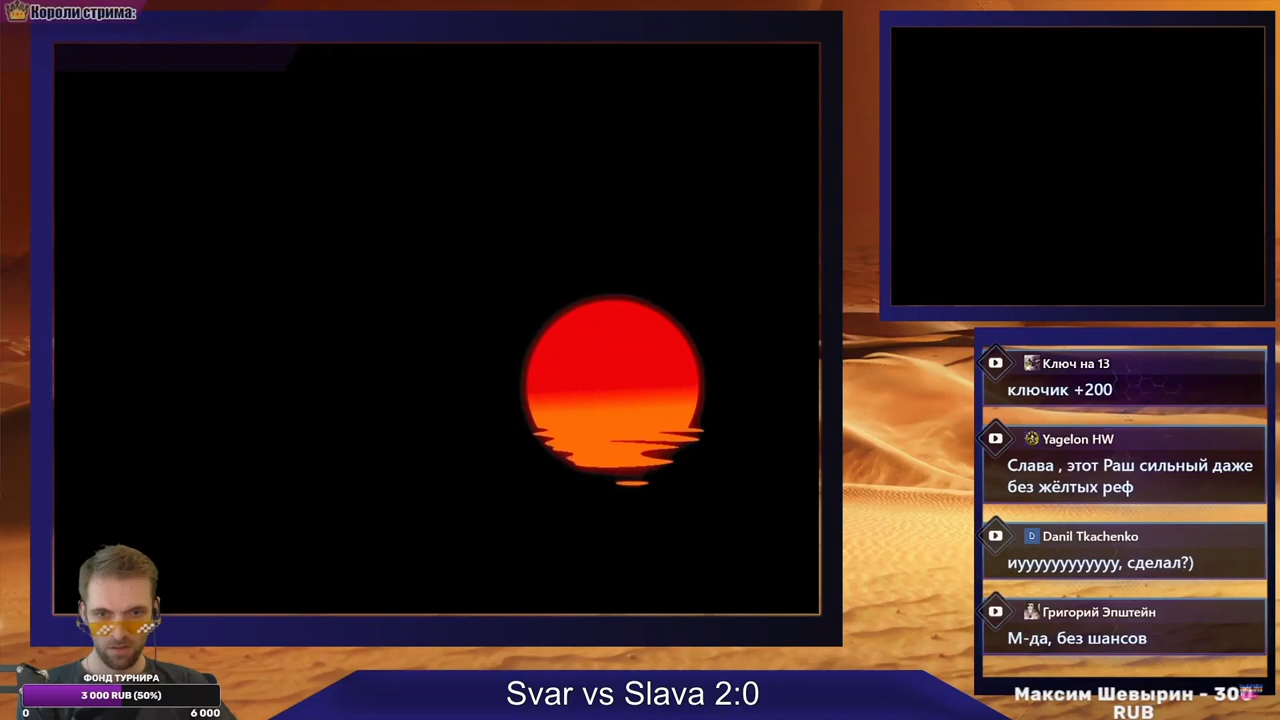 Короли стрима:
Ключ на 13
ключик +200
Yagelon HW
Слава , этот Раш сильный даже
без жёлтых реф
D Danil Tkachenko
иуууууууууууу, сделал?)
Григорий Эпштейн
М-да, без шансов
ФОНД ТУРНИРА
3 000 RUB (50%)
0 6 000
Svar vs Slava 2:0
Максим Шевырин - 300
RUB